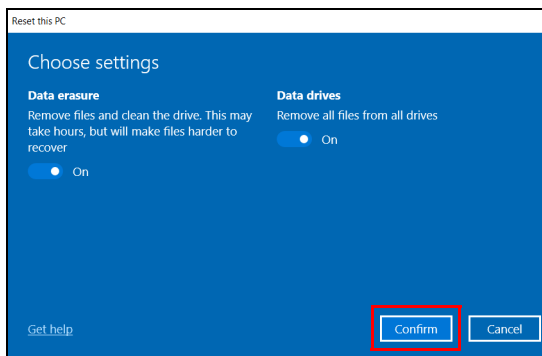 Reset this PC
Choose settings
Data erasure
Remove files and clean the drive. This may
take hours, but will make files harder to
recover
On
Data drives
Remove all files from all drives
On
Get help
Confirm
Cancel